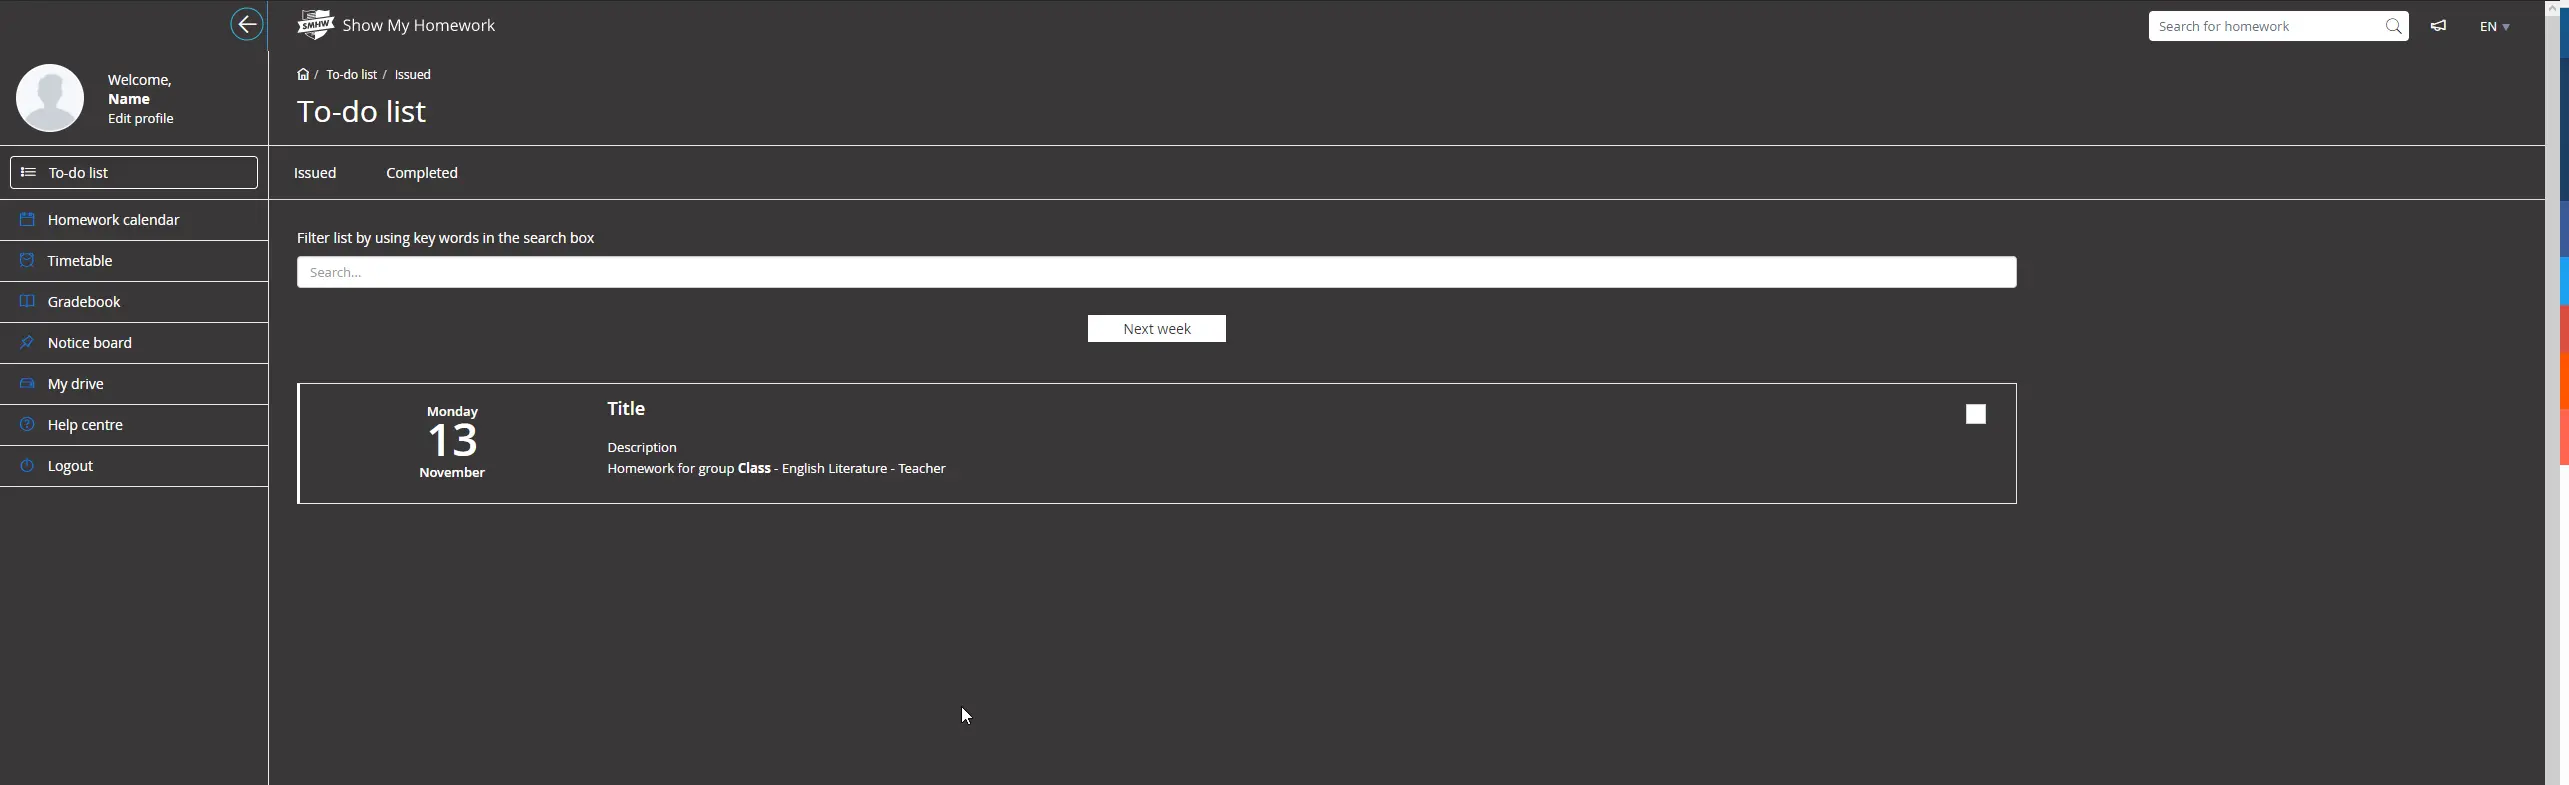 SMHW Show My Homework
Search for homework
EN
Welcome,
Name
Edit profile
/ To-do list / Issued
To-do list
To-do list
Homework calendar
Timetable
Gradebook
Notice board
My drive
Help centre
Logout
Issued Completed
Filter list by using key words in the search box
Search...
Next week
Monday
13
November
Title
Description
Homework for group Class - English Literature - Teacher